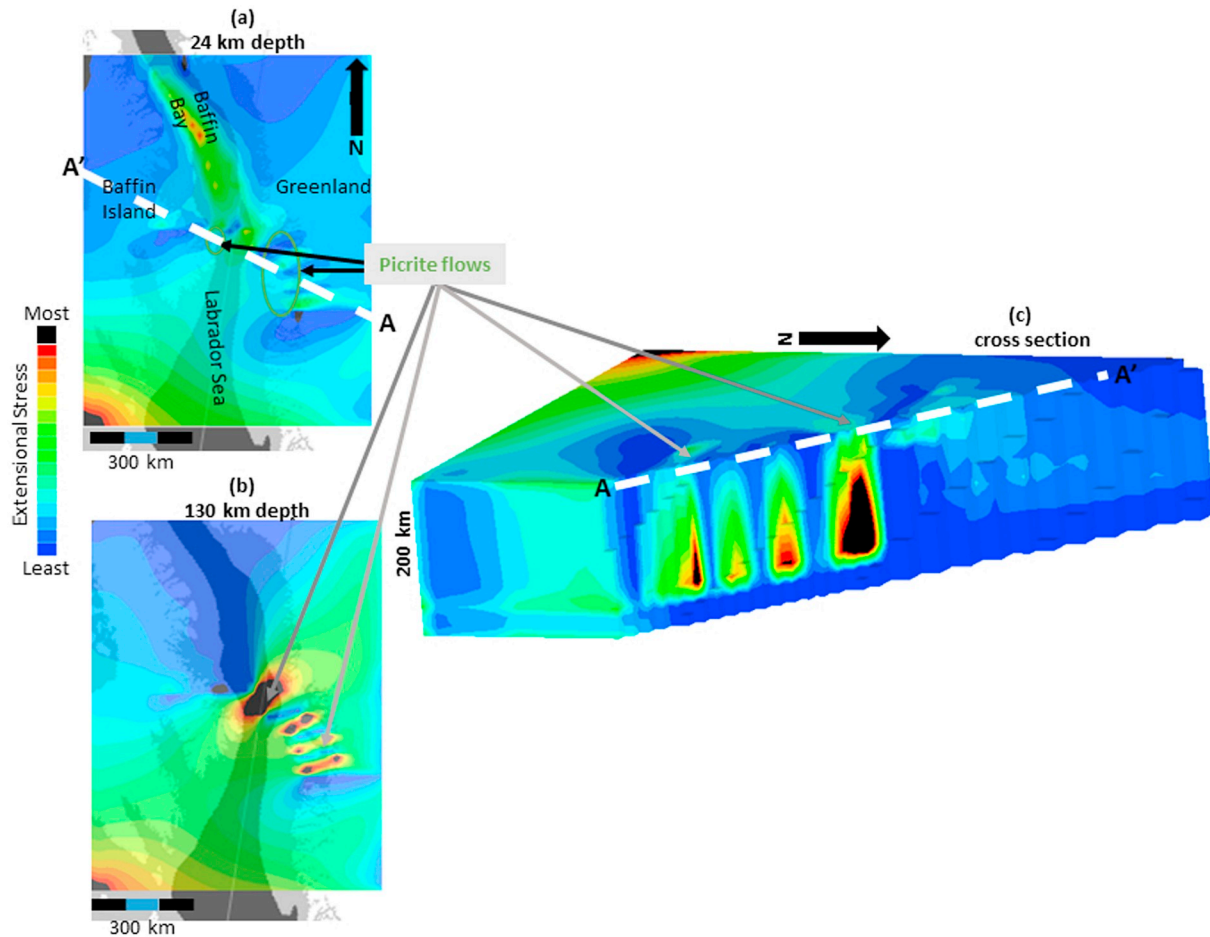 (a)
24 km depth
N
Baffin
Bay
A'
Baffin
Island
Greenland
Picrite flows
A
Labrador Sea
Most
Extensional Stress
Least
300 km
(b)
130 km depth
300 km
(c)
N
cross section
A'
A
200 km